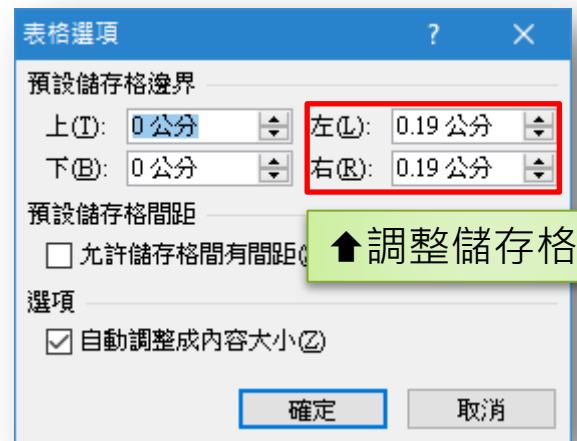 表格選項 ?
預設儲存格邊界
上(T): 0 公分 左(L): 0.19 公分
下(B): 0 公分 右(R): 0.19 公分
預設儲存格間距
允許儲存格間有間距(
⬆調整儲存格
選項
自動調整成內容大小(Z)
確定 取消